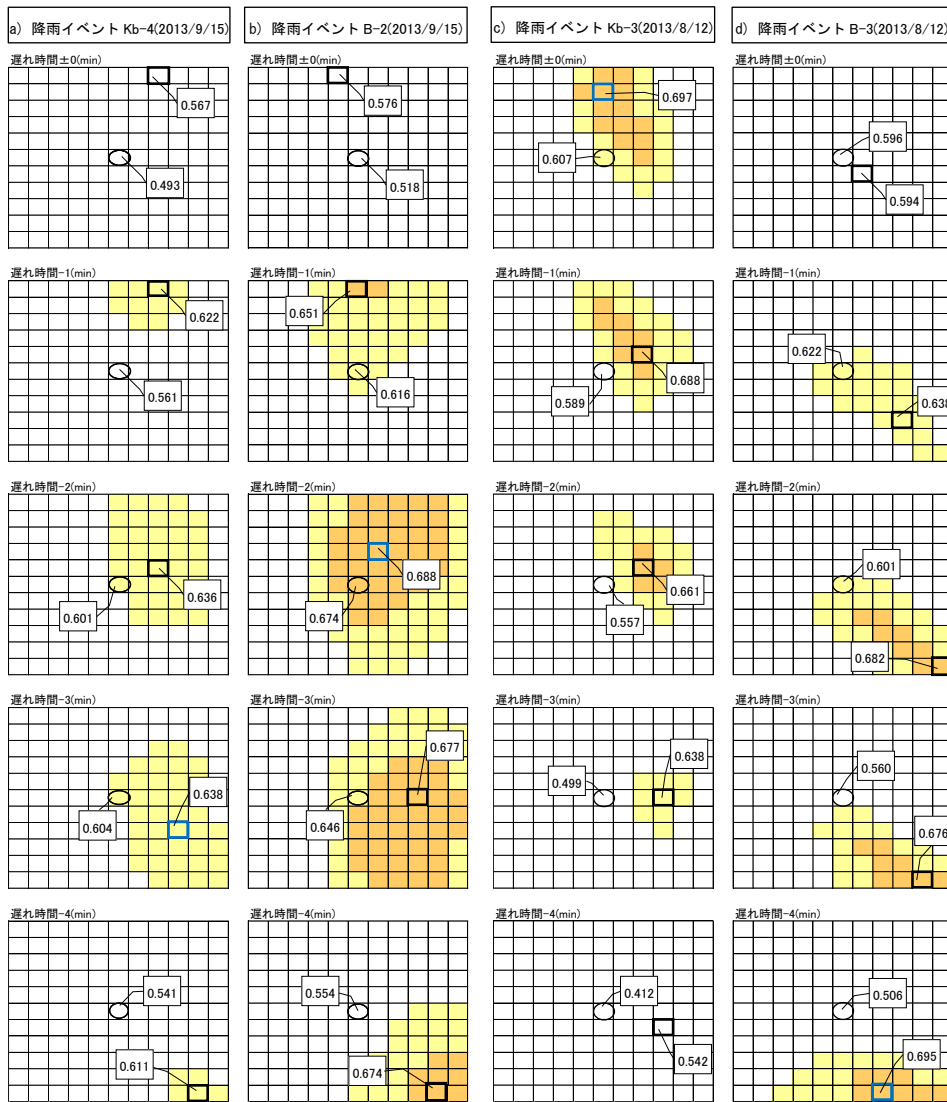 a) 降雨イベント Kb-4(2013/9/15)
b) 降雨イベント B-2(2013/9/15)
c) 降雨イベント Kb-3(2013/8/12)
d) 降雨イベント B-3(2013/8/12)
遅れ時間±0(min)
遅れ時間±0(min)
遅れ時間±0(min)
遅れ時間±0(min)
0.567
0.493
0.576
0.518
0.697
0.607
0.596
0.594
遅れ時間-1(min)
遅れ時間-1(min)
遅れ時間-1(min)
遅れ時間-1(min)
0.622
0.561
0.651
0.616
0.688
0.589
0.622
0.638
遅れ時間-2(min)
遅れ時間-2(min)
遅れ時間-2(min)
遅れ時間-2(min)
0.636
0.601
0.688
0.674
0.661
0.557
0.601
0.682
遅れ時間-3(min)
遅れ時間-3(min)
遅れ時間-3(min)
遅れ時間-3(min)
0.638
0.604
0.677
0.646
0.638
0.499
0.560
0.676
遅れ時間-4(min)
遅れ時間-4(min)
遅れ時間-4(min)
遅れ時間-4(min)
0.541
0.611
0.554
0.674
0.412
0.542
0.506
0.695